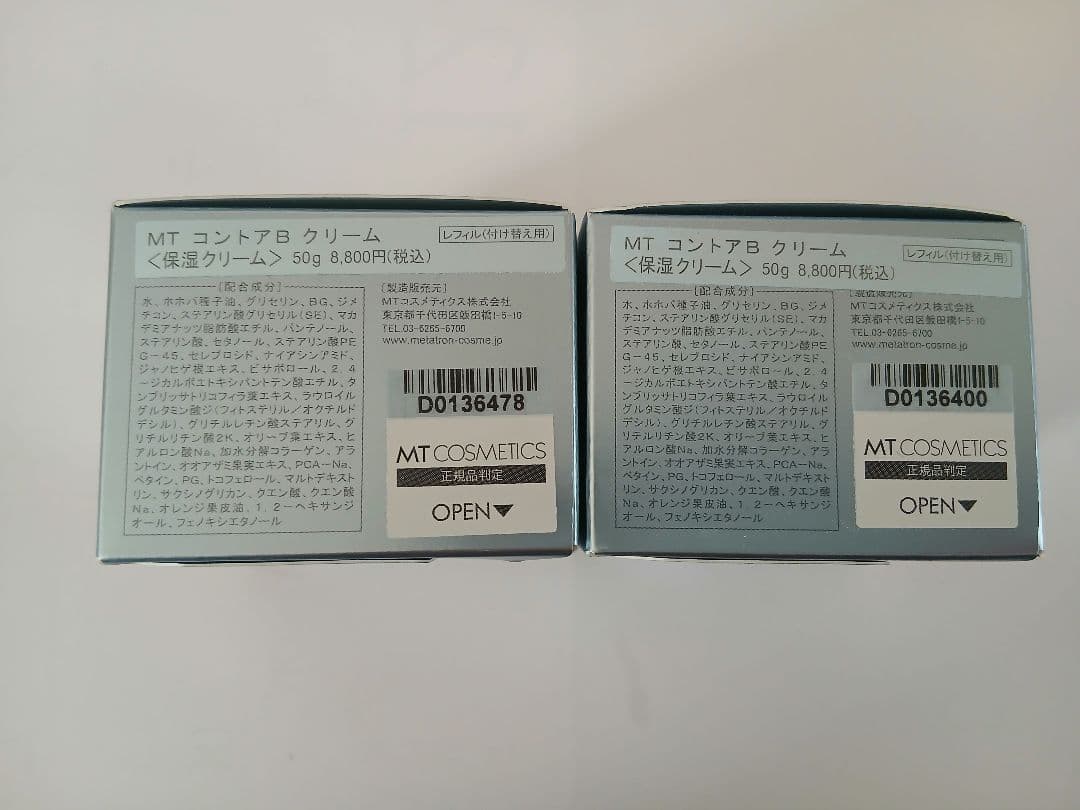 MT コントアB クリーム
レフィル(付け替え用)
<保湿クリーム> 50g 8,800円(税込)
[配合成分]
水、ホホバ種子油、グリセリン、BG、ジメ
チコン、ステアリン酸グリセリル(SE)、マカ
デミアナッツ脂肪酸エチル、パンテノール、
ステアリン酸、セタノール、ステアリン酸PE
G-45、セレブロシド、ナイアシンアミド、
ジャノヒゲ根エキス、ビサボロール、2,4
-ジカルボエトキシパントテン酸エチル、タ
ンブリッサトリコフィラ葉エキス、ラウロイル
グルタミン酸ジ(フィトステリル/オクチルド
デシル)、グリチルレチン酸ステアリル、グ
リチルリチン酸2K、オリーブ葉エキス、ヒ
アルロン酸Na、加水分解コラーゲン、アラ
ントイン、オオアザミ果実エキス、PCA-Na、
ベタイン、PG、トコフェロール、マルトデキスト
リン、サクシノグリカン、クエン酸、クエン酸
Na、オレンジ果皮油、1,2-ヘキサンジ
オール、フェノキシエタノール
[製造販売元]
MTコスメティクス株式会社
東京都千代田区飯田橋1-5-10
TEL.03-6265-6700
www.metatron-cosme.jp
D0136478
MT COSMETICS
正規品判定
OPEN▼
MT コントアB クリーム
レフィル(付け替え用)
<保湿クリーム> 50g 8,800円(税込)
[配合成分]
水、ホホバ種子油、グリセリン、BG、ジメ
チコン、ステアリン酸グリセリル(SE)、マカ
デミアナッツ脂肪酸エチル、パンテノール、
ステアリン酸、セタノール、ステアリン酸PE
G-45、セレブロシド、ナイアシンアミド、
ジャノヒゲ根エキス、ビサボロール、2,4
-ジカルボエトキシパントテン酸エチル、タ
ンブリッサトリコフィラ葉エキス、ラウロイル
グルタミン酸ジ(フィトステリル/オクチルド
デシル)、グリチルレチン酸ステアリル、グ
リチルリチン酸2K、オリーブ葉エキス、ヒ
アルロン酸Na、加水分解コラーゲン、アラ
ントイン、オオアザミ果実エキス、PCA-Na、
ベタイン、PG、トコフェロール、マルトデキスト
リン、サクシノグリカン、クエン酸、クエン酸
Na、オレンジ果皮油、1,2-ヘキサンジ
オール、フェノキシエタノール
[製造販売元]
MTコスメティクス株式会社
東京都千代田区飯田橋1-5-10
TEL.03-6265-6700
www.metatron-cosme.jp
D0136400
MT COSMETICS
正規品判定
OPEN▼